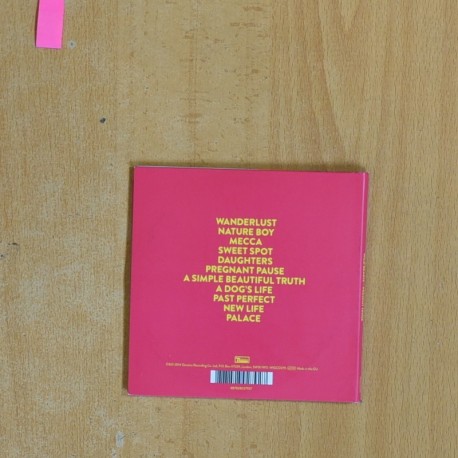 WANDERLUST
NATURE BOY
MECCA
SWEET SPOT
DAUGHTERS
PREGNANT PAUSE
A SIMPLE BEAUTIFUL TRUTH
A DOG'S LIFE
PAST PERFECT
NEW LIFE
PALACE